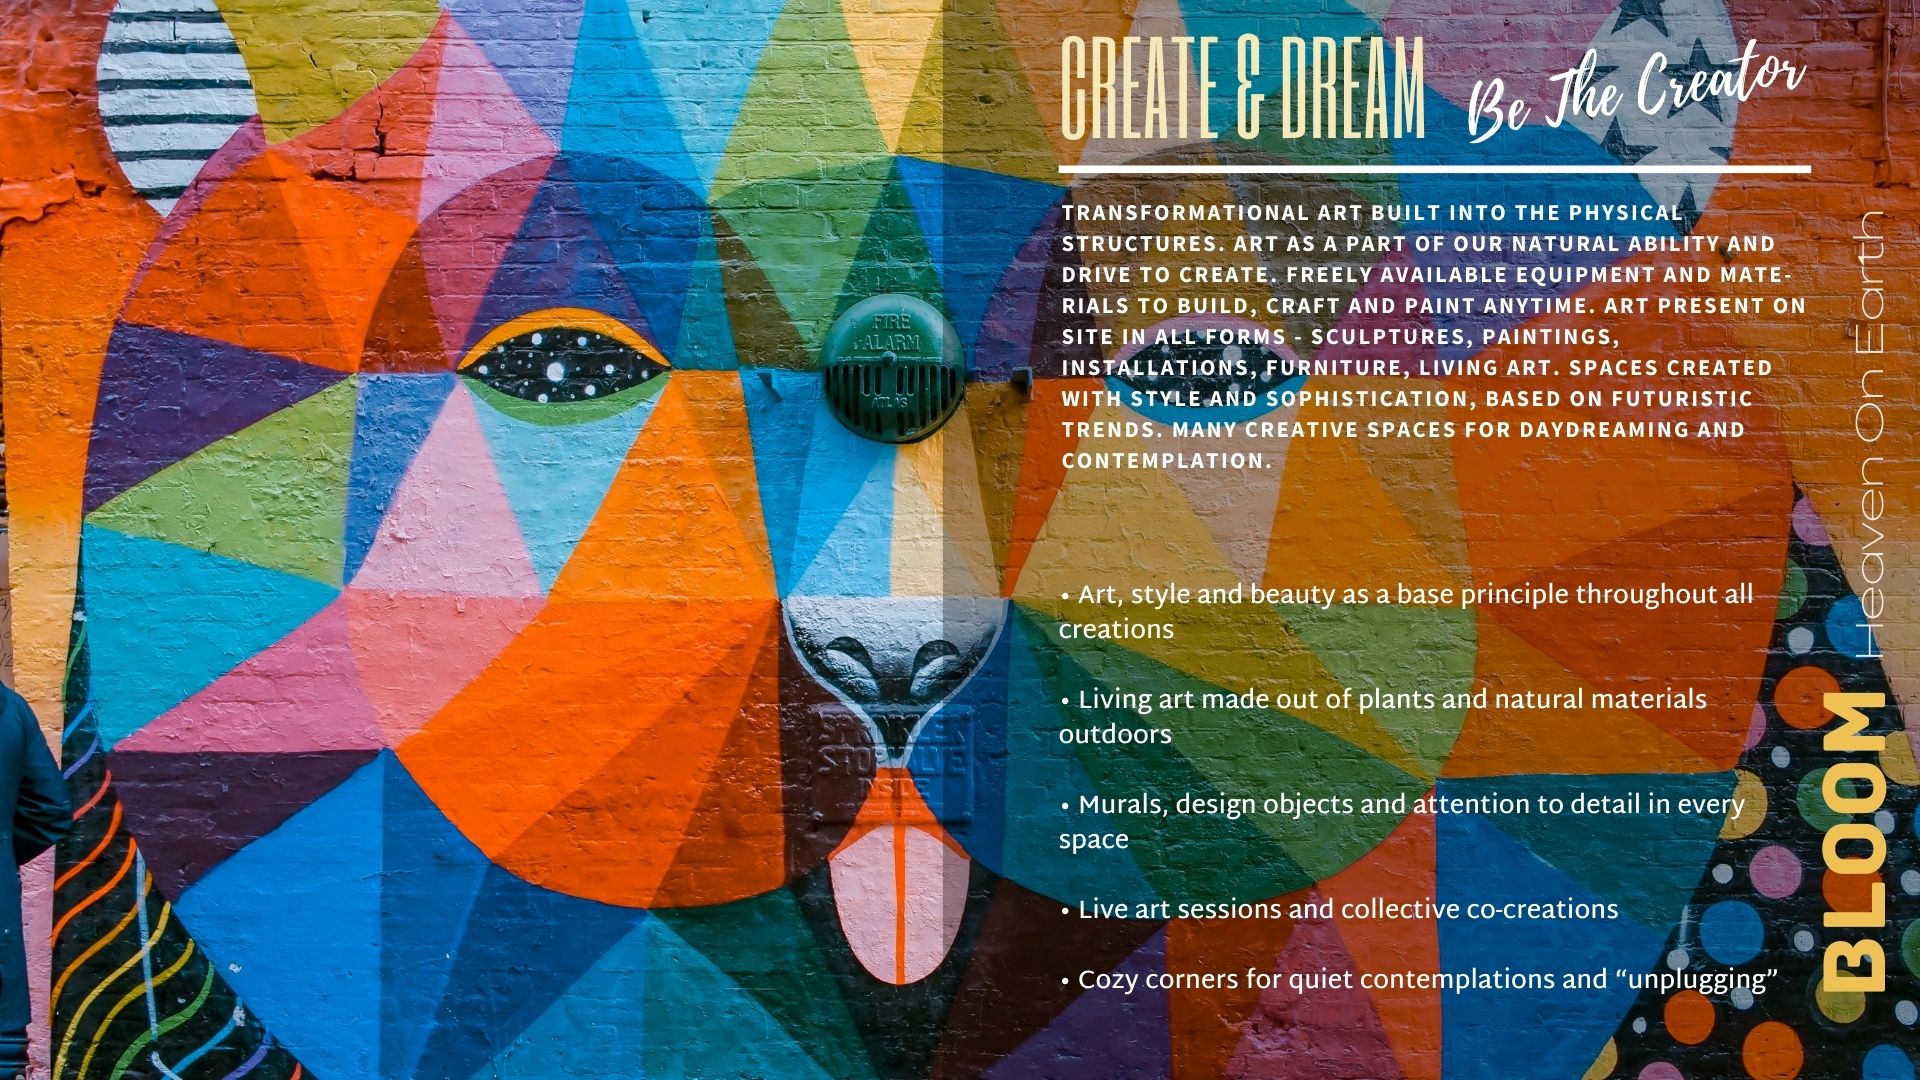 CREATE & DREAM
Be The Creator
TRANSFORMATIONAL ART BUILT INTO THE PHYSICAL
STRUCTURES. ART AS A PART OF OUR NATURAL ABILITY AND
DRIVE TO CREATE. FREELY AVAILABLE EQUIPMENT AND MATE-
RIALS TO BUILD, CRAFT AND PAINT ANYTIME. ART PRESENT ON
SITE IN ALL FORMS - SCULPTURES, PAINTINGS,
INSTALLATIONS, FURNITURE, LIVING ART. SPACES CREATED
WITH STYLE AND SOPHISTICATION, BASED ON FUTURISTIC
TRENDS. MANY CREATIVE SPACES FOR DAYDREAMING AND
CONTEMPLATION.
• Art, style and beauty as a base principle throughout all
creations
• Living art made out of plants and natural materials
outdoors
• Murals, design objects and attention to detail in every
space
• Live art sessions and collective co-creations
• Cozy corners for quiet contemplations and “unplugging”
BLOOM
Heaven On Earth
FIRE
ALARM
ATLAS
SPRINKLER
STOP VALVE
INSIDE